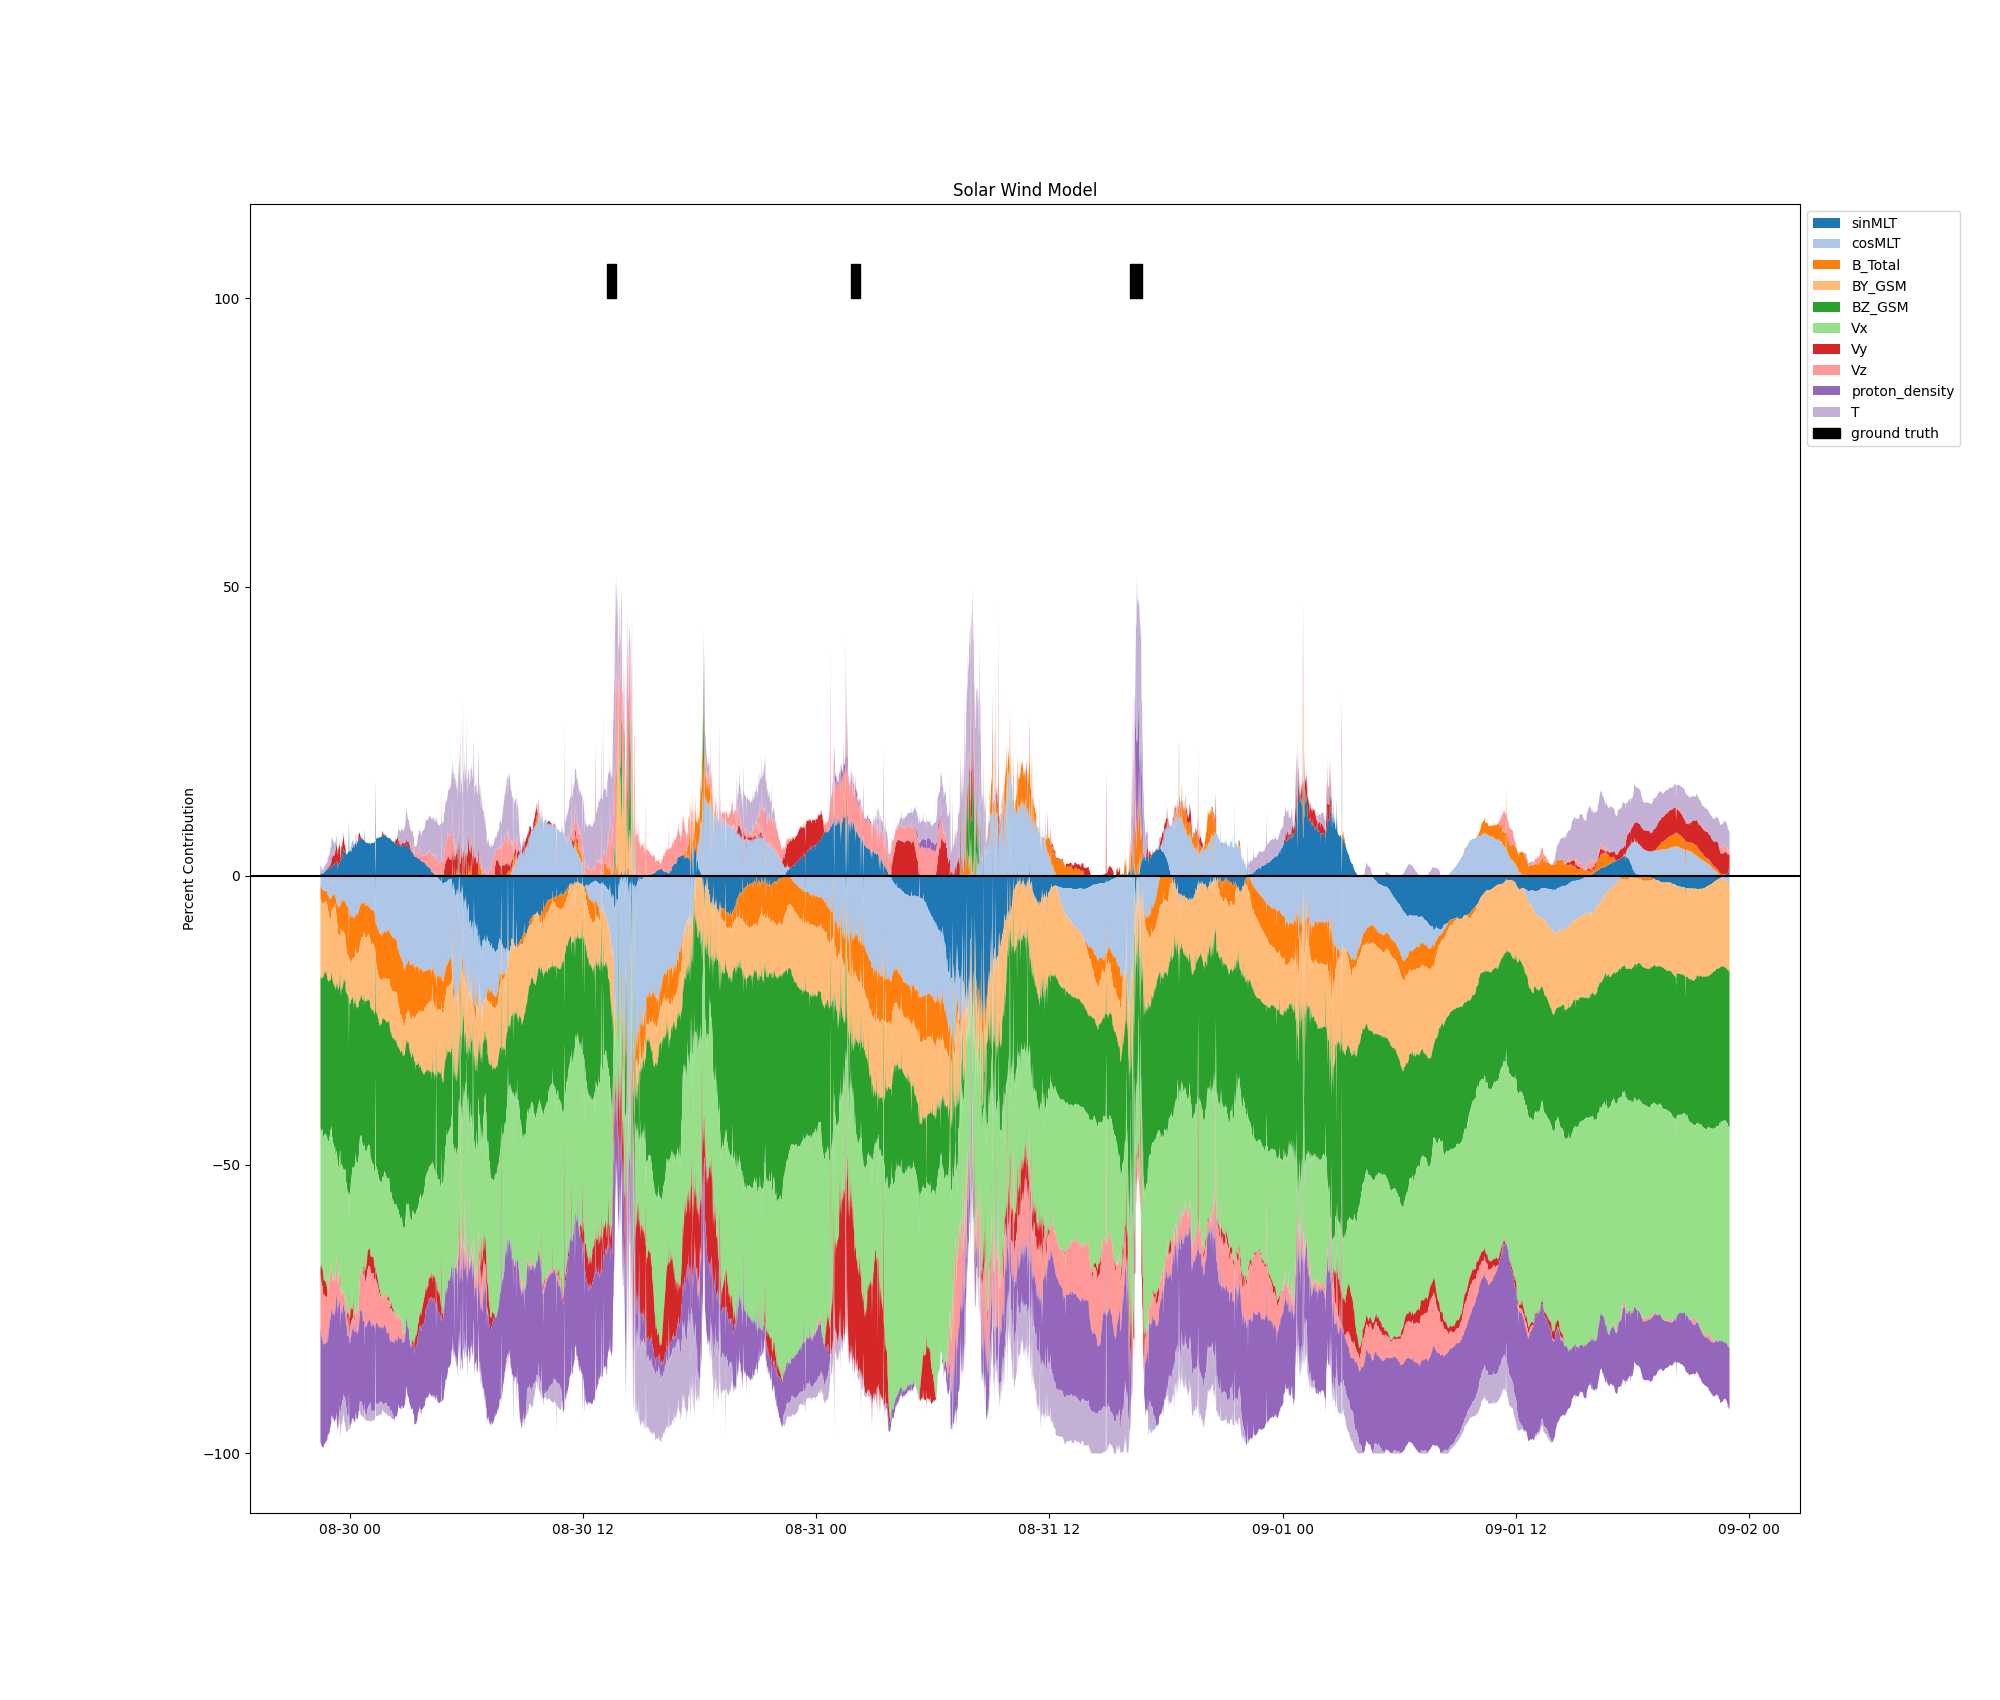 Solar Wind Model
Percent Contribution
100
50
0
−50
−100
08-30 00
08-30 12
08-31 00
08-31 12
09-01 00
09-01 12
09-02 00
sinMLT
cosMLT
B_Total
BY_GSM
BZ_GSM
Vx
Vy
Vz
proton_density
T
ground truth